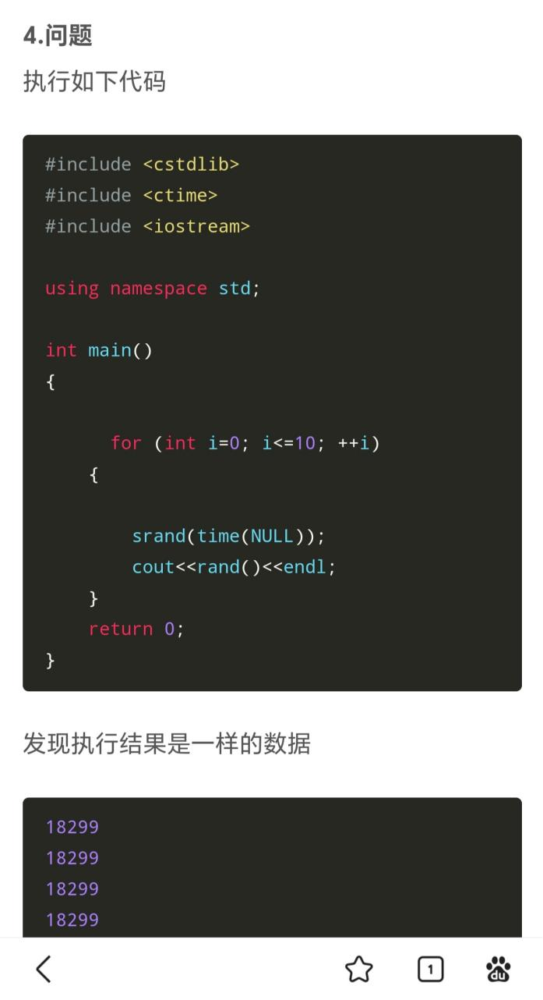 4.问题
执行如下代码
#include <cstdlib>
#include <ctime>
#include <iostream>
using namespace std;
int main()
{
for (int i=0; i<=10; ++i)
{
srand(time(NULL));
cout<<rand()<<endl;
}
return 0;
}
发现执行结果是一样的数据
18299
18299
18299
18299
1
du